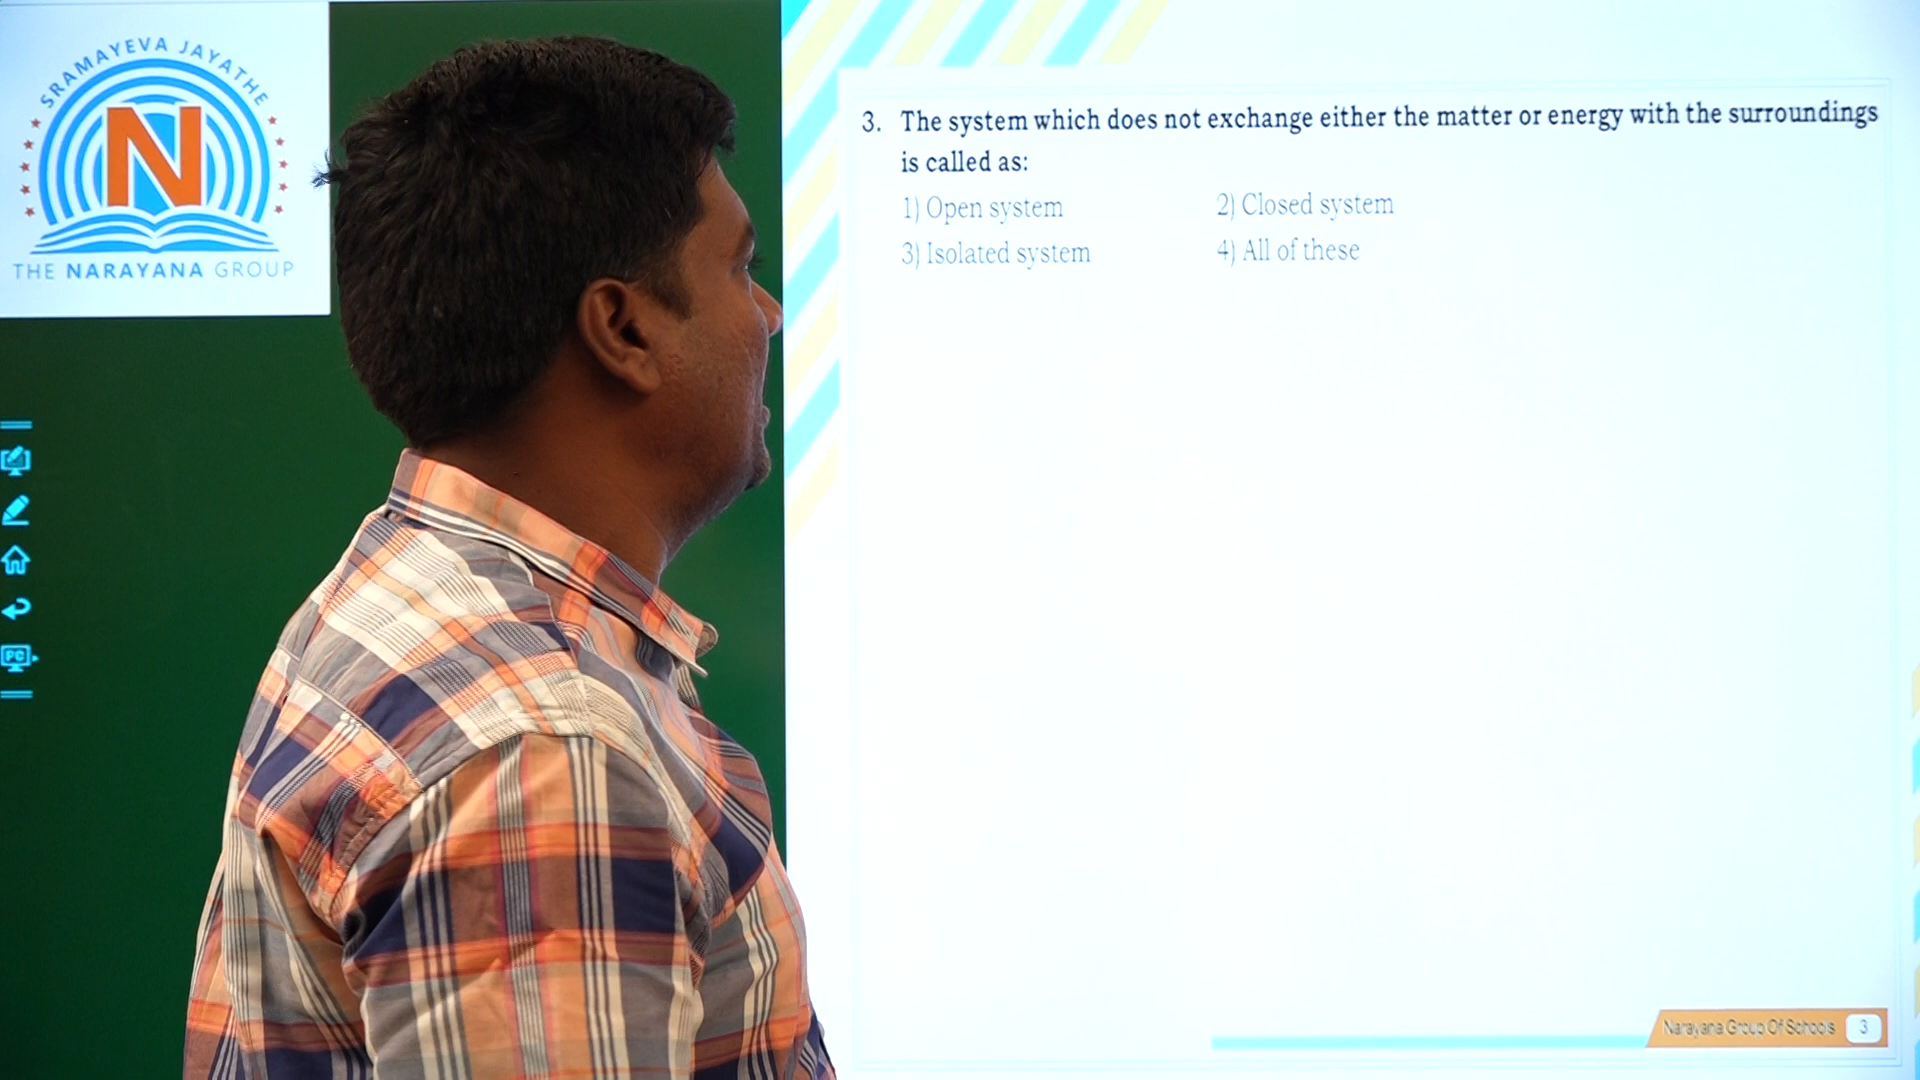 SRAMAYEVA JAYATHE
N
THE NARAYANA GROUP
3. The system which does not exchange either the matter or energy with the surroundings
is called as:
1) Open system 2) Closed system
3) Isolated system 4) All of these
PC
Narayana Group Of Schools 3